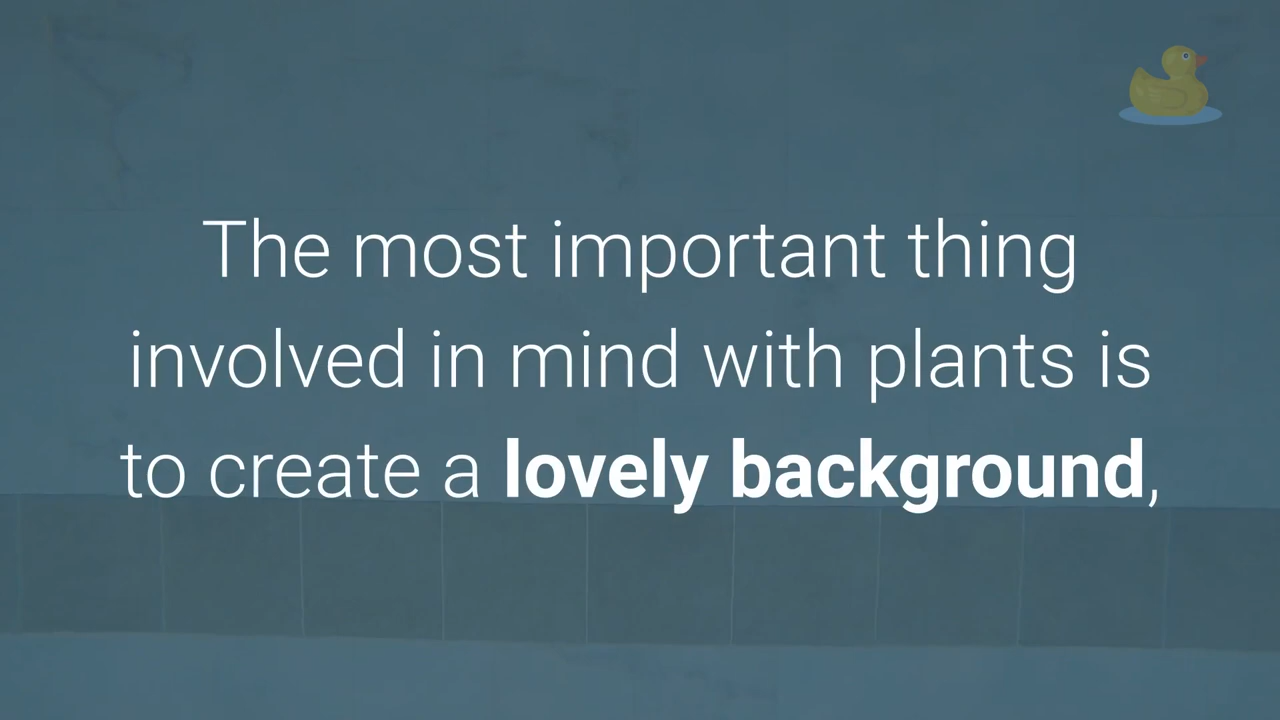 The most important thing
involved in mind with plants is
to create a lovely background,